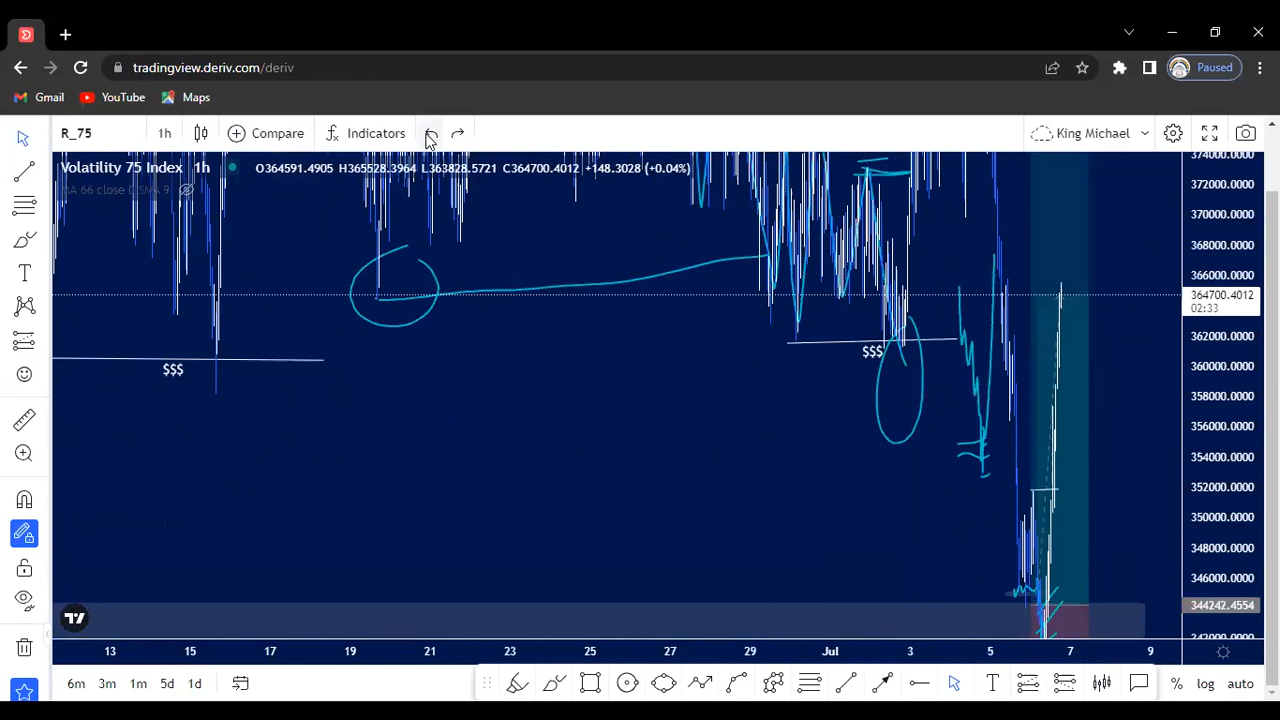 tradingview.deriv.com/deriv
Paused
Gmail
YouTube
Maps
R_75
1h
Compare
Indicators
King Michael
Volatility 75 Index
1h
O364591.4905 H365528.3964 L363828.5721 C364700.4012 +148.3028 (+0.04%)
374000.0000
372000.0000
370000.0000
368000.0000
366000.0000
364700.4012
02:33
362000.0000
360000.0000
358000.0000
356000.0000
354000.0000
352000.0000
350000.0000
348000.0000
346000.0000
344242.4554
342000.0000
$$$
$$$
13 15 17 19 21 23 25 27 29 Jul 3 5 7 9
6m 3m 1m 5d 1d
% log auto